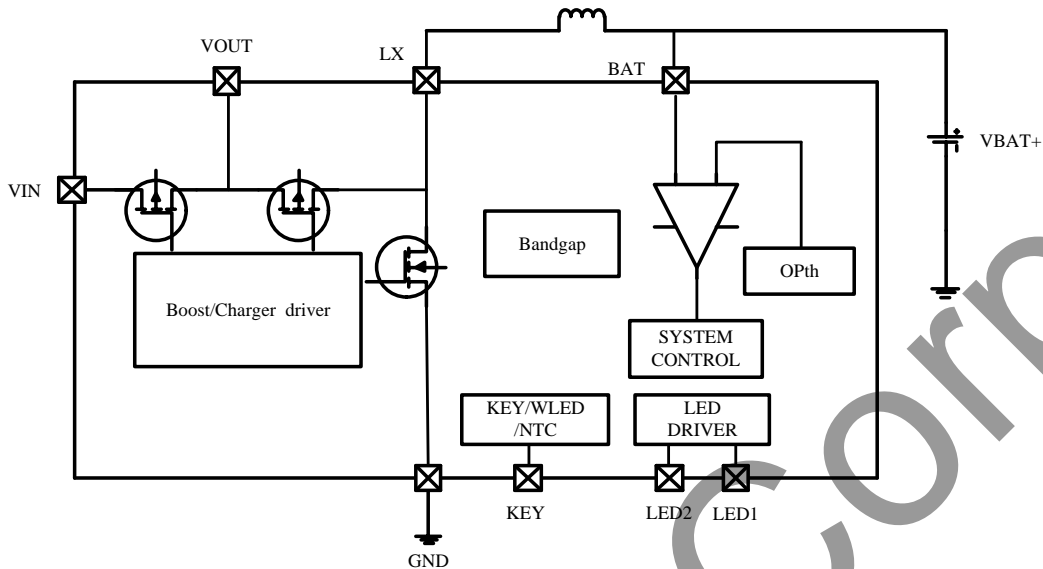 VOUT
LX
BAT
VIN
VBAT+
Bandgap
OPth
Boost/Charger driver
SYSTEM
CONTROL
KEY/WLED
/NTC
LED
DRIVER
KEY
LED2
LED1
GND
Corp